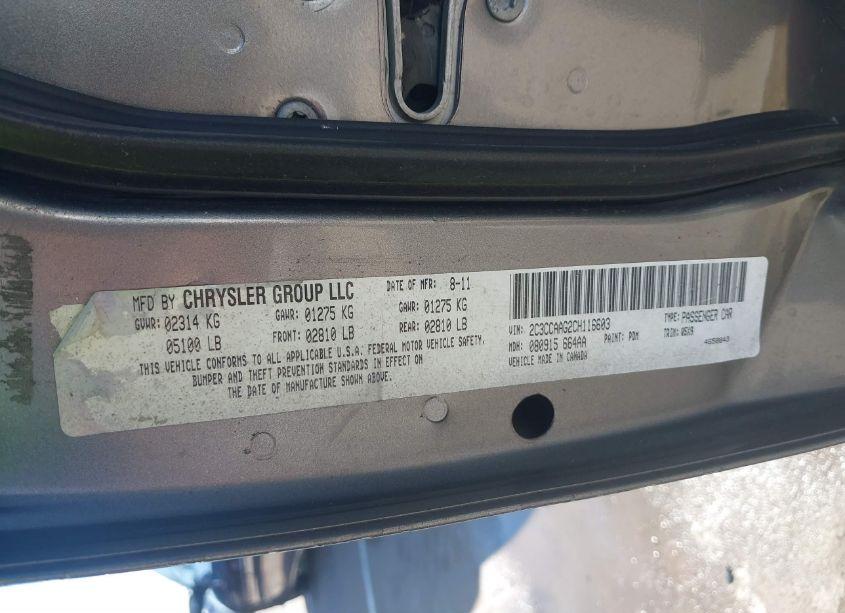 MFD BY CHRYSLER GROUP LLC DATE OF MFR: 8-11
GVWR: 02314 KG GAWR: 01275 KG GAWR: 01275 KG
05100 LB FRONT: 02810 LB REAR: 02810 LB
THIS VEHICLE CONFORMS TO ALL APPLICABLE U.S.A. FEDERAL MOTOR VEHICLE SAFETY,
BUMPER AND THEFT PREVENTION STANDARDS IN EFFECT ON
THE DATE OF MANUFACTURE SHOWN ABOVE.
VIN: 2C3CCAAG2CH116603 TYPE: PASSENGER CAR
MDH: 080915 664AA PAINT: PDM TRIM:
VEHICLE MADE IN CANADA